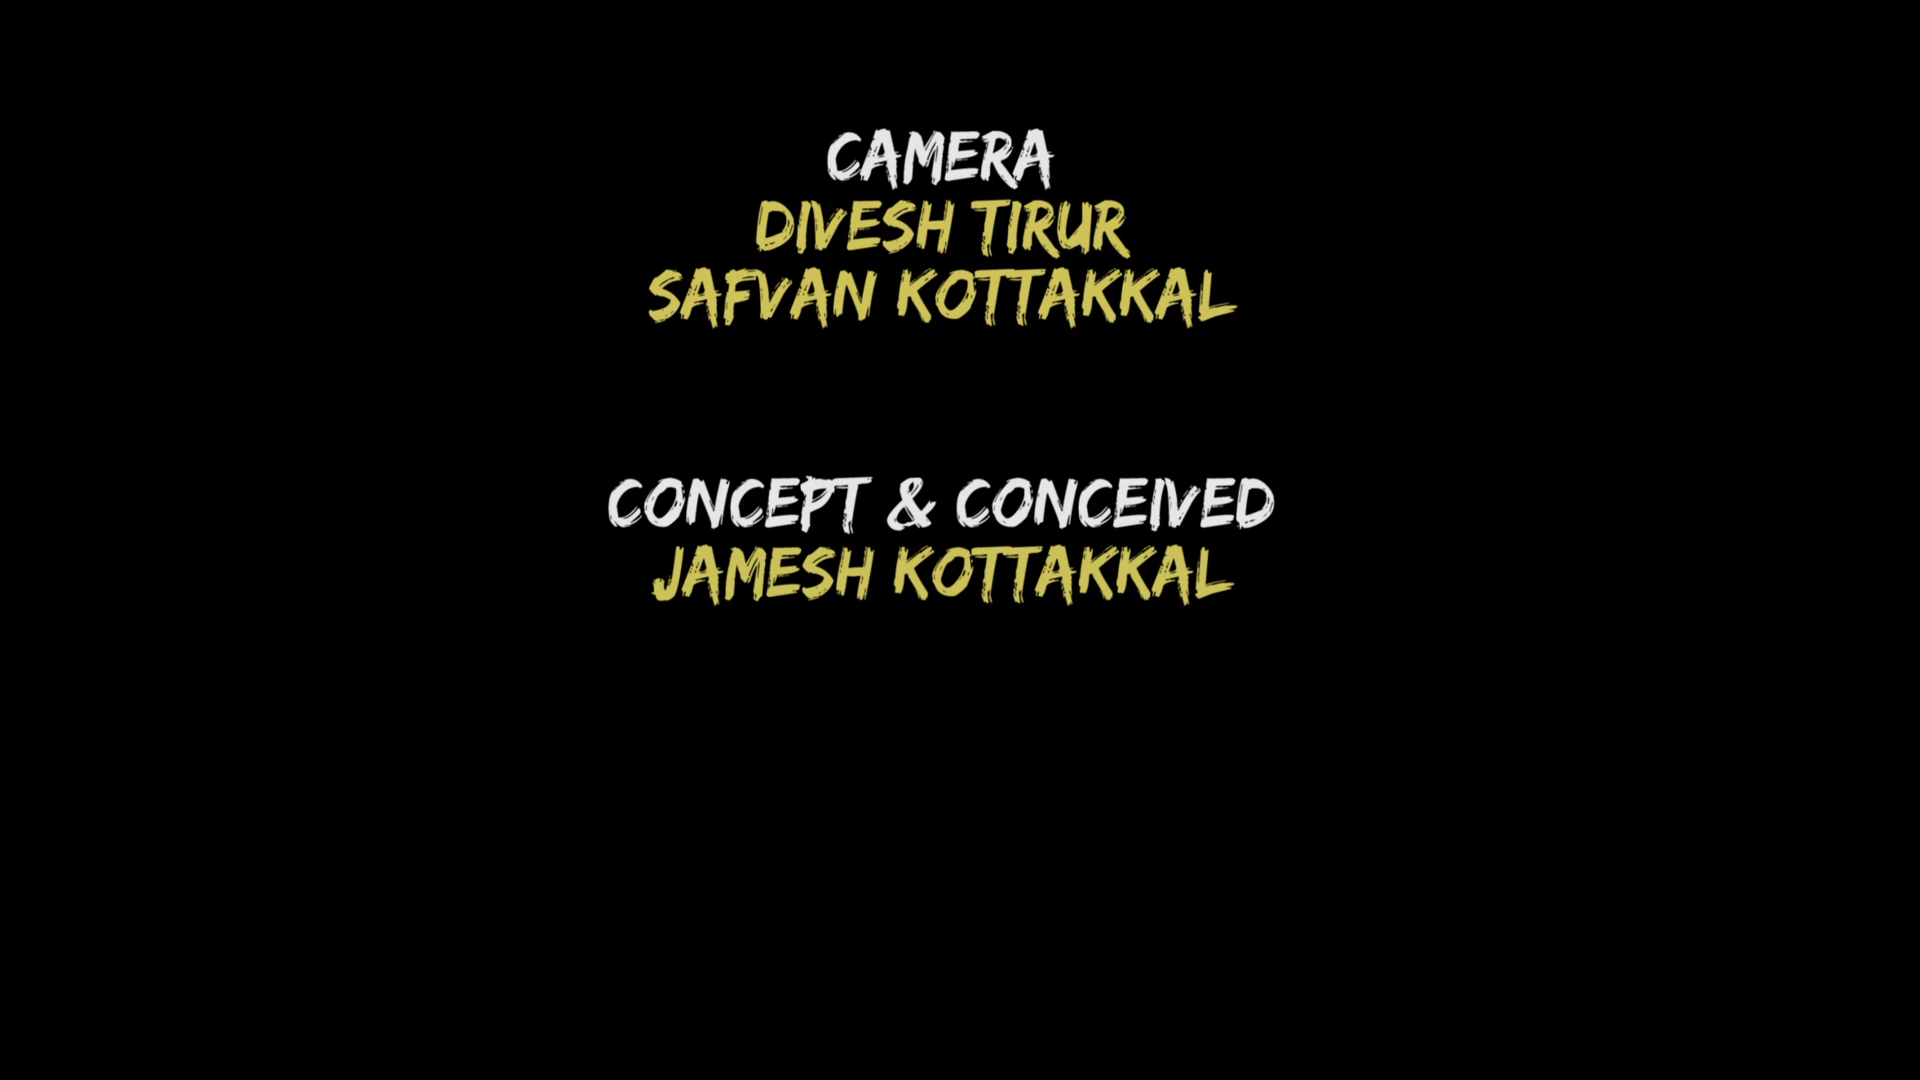 CAMERA
DIVESH TIRUR
SAFVAN KOTTAKKAL
CONCEPT & CONCEIVED
JAMESH KOTTAKKAL